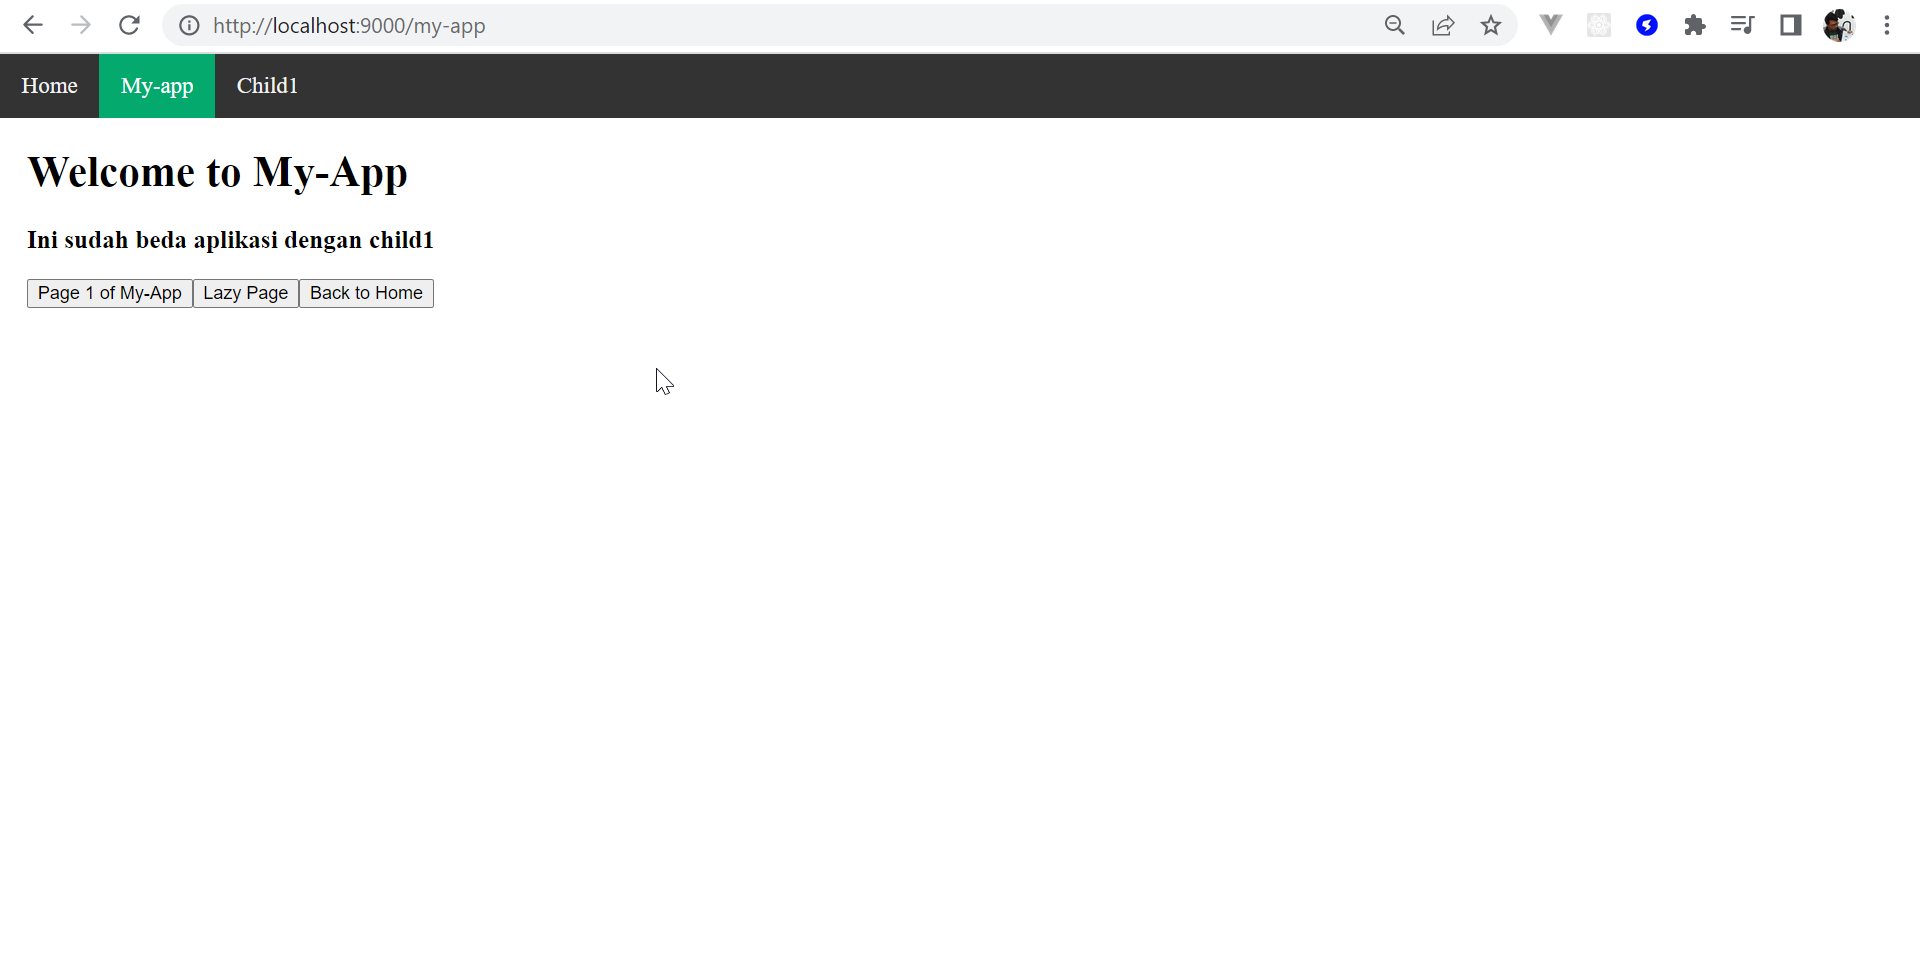 http://localhost:9000/my-app
Home My-app Child1
Welcome to My-App
Ini sudah beda aplikasi dengan child1
Page 1 of My-App Lazy Page Back to Home